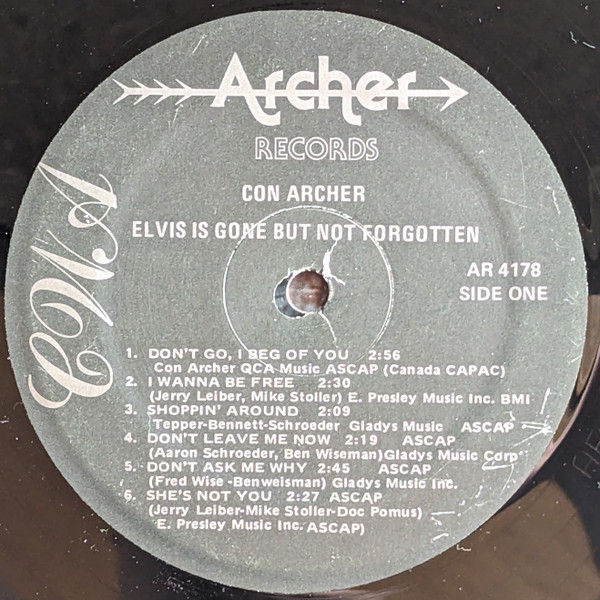 Archer
RECORDS
CON ARCHER
ELVIS IS GONE BUT NOT FORGOTTEN
AR 4178
SIDE ONE
1. DON'T GO, I BEG OF YOU 2:56
Con Archer QCA Music ASCAP (Canada CAPAC)
2. I WANNA BE FREE 2:30
(Jerry Leiber, Mike Stoller) E. Presley Music Inc. BMI
3. SHOPPIN' AROUND 2:09
Tepper-Bennett-Schroeder Gladys Music ASCAP
4. DON'T LEAVE ME NOW 2:19 ASCAP
(Aaron Schroeder, Ben Wiseman)Gladys Music Corp
5. DON'T ASK ME WHY 2:45 ASCAP
(Fred Wise -Benweisman) Gladys Music Inc.
6. SHE'S NOT YOU 2:27 ASCAP
(Jerry Leiber-Mike Stoller-Doc Pomus)
E. Presley Music Inc. ASCAP)